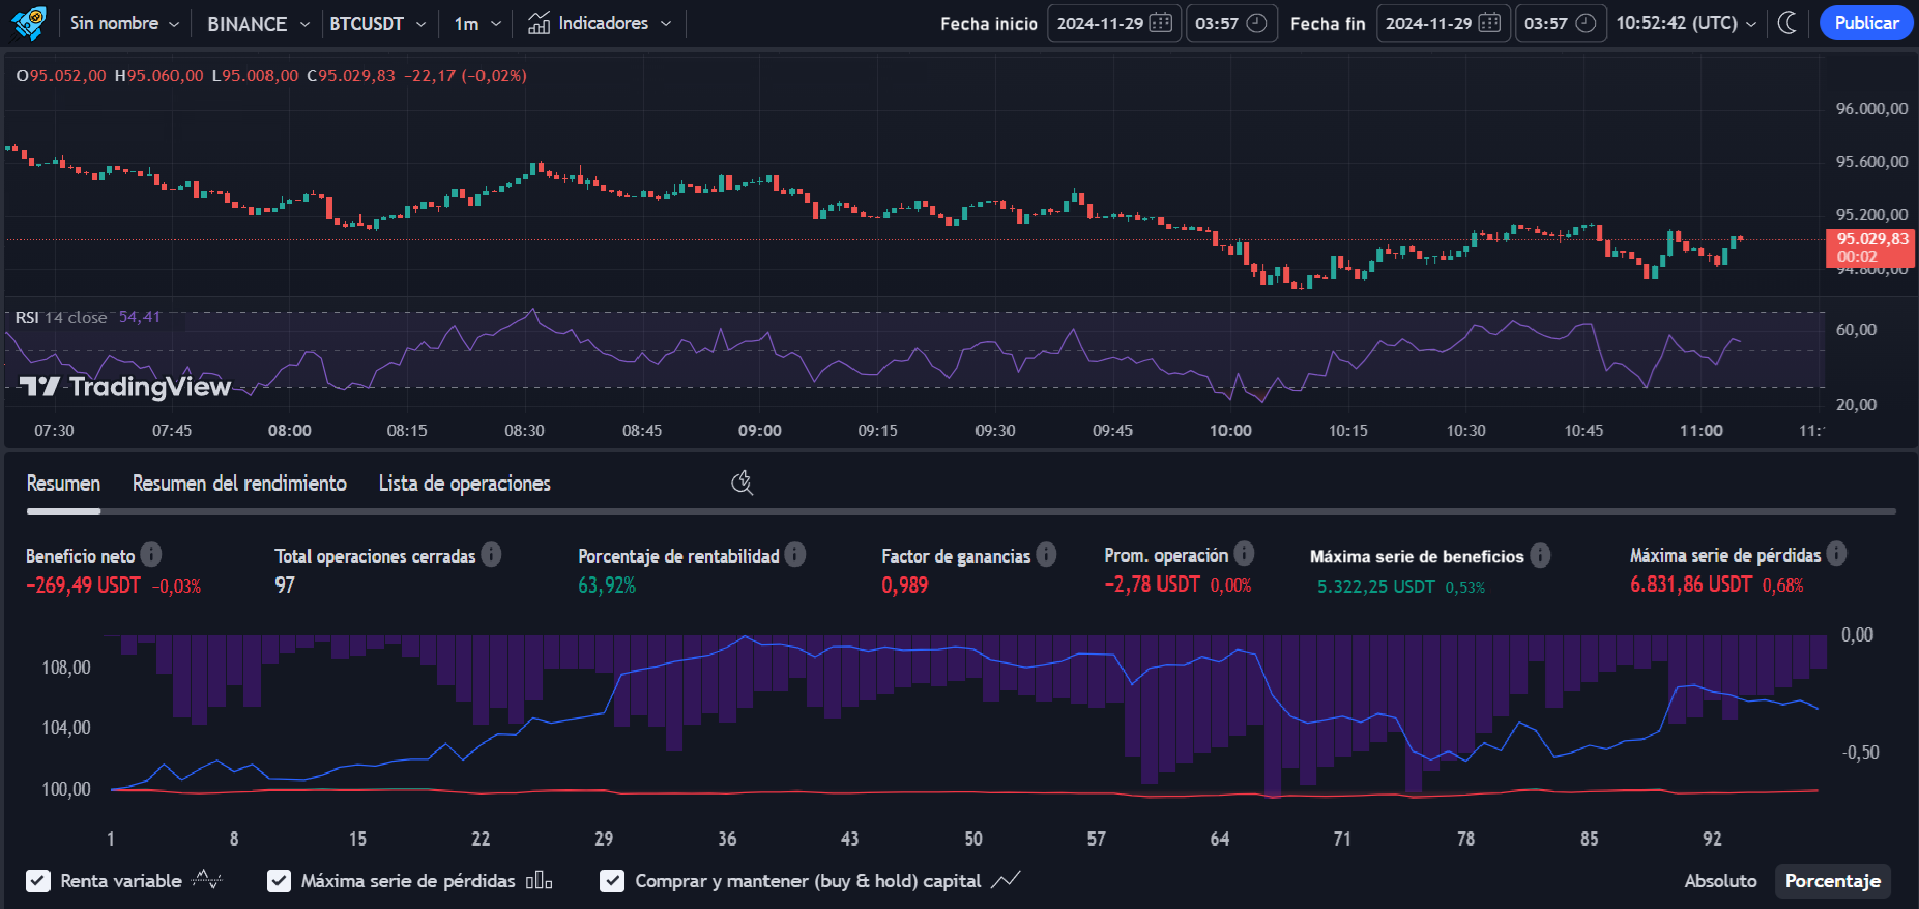 Sin nombre BINANCE BTCUSDT 1m Indicadores Fecha inicio 2024-11-29 03:57 Fecha fin 2024-11-29 03:57 10:52:42 (UTC) Publicar
O95.052,00 H95.060,00 L95.008,00 C95.029,83 −22,17 (−0,02%)
96.000,00
95.600,00
95.200,00
95.029,83
00:02
94.800,00
RSI 14 close 54,41
60,00
TradingView
20,00
07:30 07:45 08:00 08:15 08:30 08:45 09:00 09:15 09:30 09:45 10:00 10:15 10:30 10:45 11:00 11:1
Resumen Resumen del rendimiento Lista de operaciones
Beneficio neto Total operaciones cerradas Porcentaje de rentabilidad Factor de ganancias Prom. operación Máxima serie de beneficios Máxima serie de pérdidas
−269,49 USDT −0,03% 97 63,92% 0,989 −2,78 USDT 0,00% 5.322,25 USDT 0,53% 6.831,86 USDT 0,68%
0,00
108,00
104,00
-0,50
100,00
1 8 15 22 29 36 43 50 57 64 71 78 85 92
Renta variable Máxima serie de pérdidas Comprar y mantener (buy & hold) capital Absoluto Porcentaje